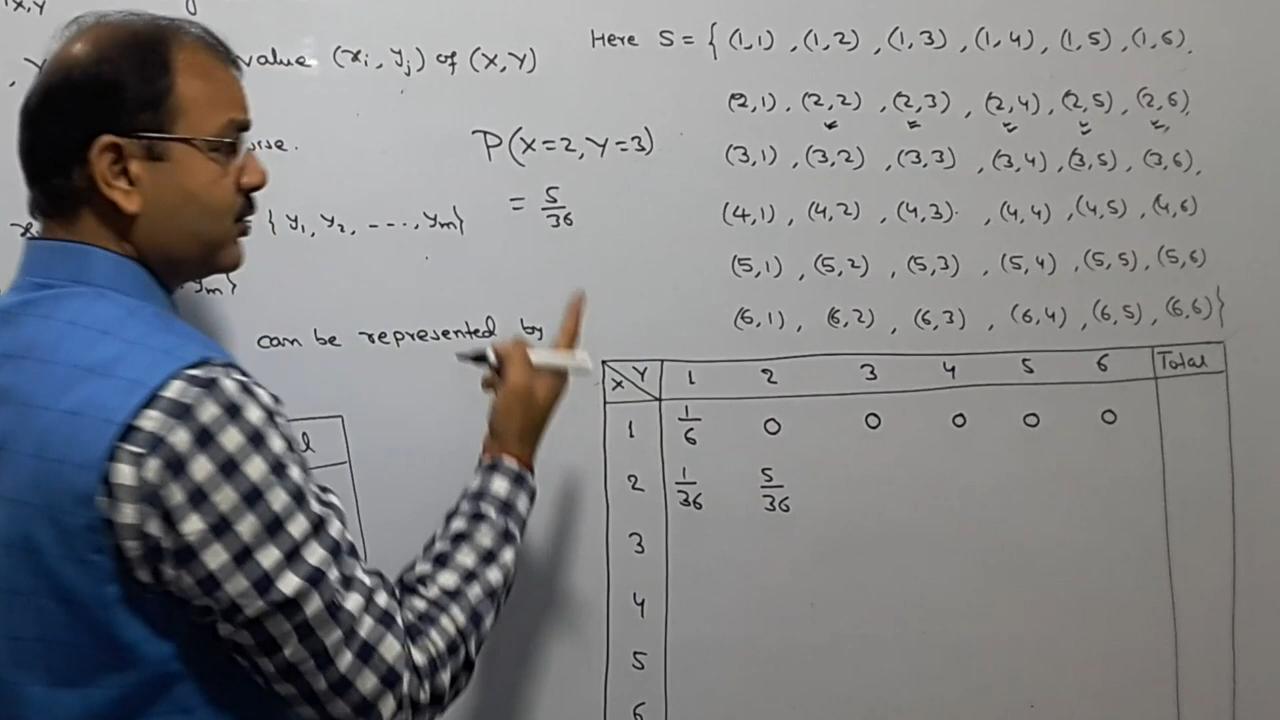 X,Y
, Y value (xi, yj) of (X,Y)
{ y1, y2, ---, ym}
ym}
can be represented by
l
P(X=2, Y=3)
= 5/36
Here S = { (1,1) , (1,2) , (1,3) , (1,4) , (1,5) , (1,6) ,
(2,1) , (2,2) , (2,3) , (2,4) , (2,5) , (2,6) ,
(3,1) , (3,2) , (3,3) , (3,4) , (3,5) , (3,6) ,
(4,1) , (4,2) , (4,3) . , (4,4) , (4,5) , (4,6)
(5,1) , (5,2) , (5,3) , (5,4) , (5,5) , (5,6)
(6,1) , (6,2) , (6,3) , (6,4) , (6,5) , (6,6) }
X Y 1 2 3 4 5 6 Total
1 1/6 0 0 0 0 0
2 1/36 5/36
3
4
5
6